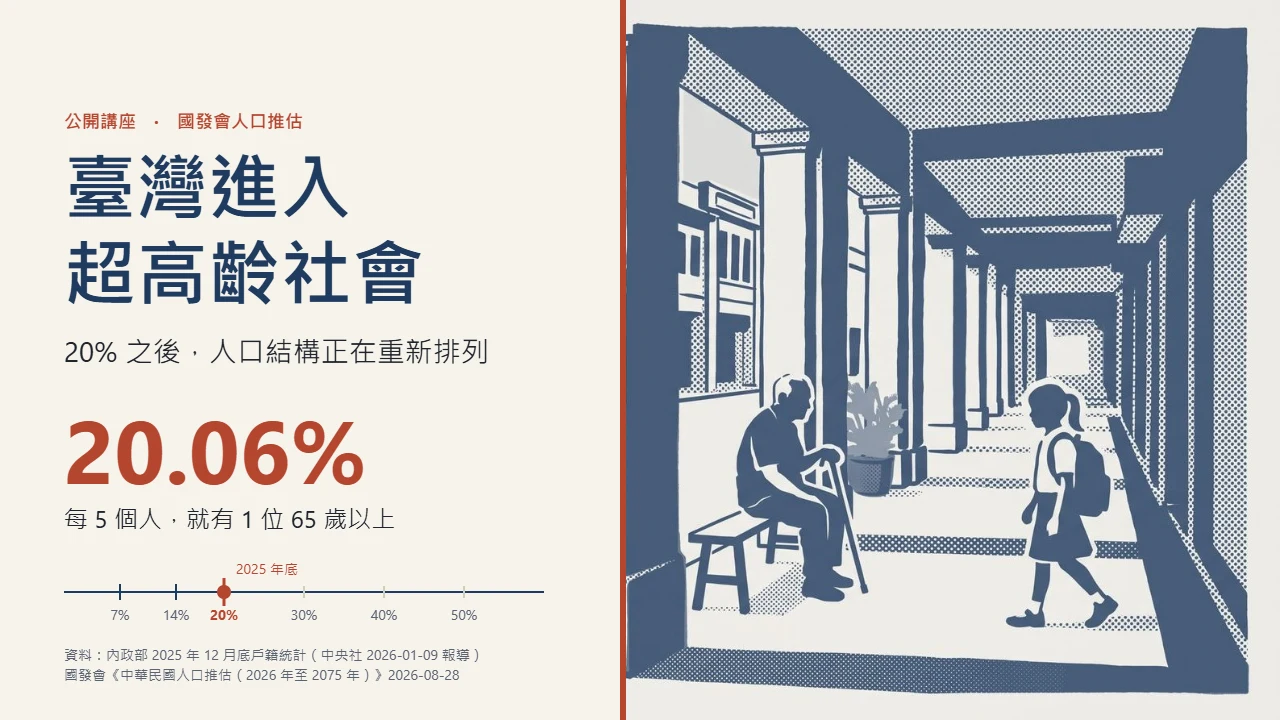 公開講座 · 國發會人口推估
臺灣進入
超高齡社會
20% 之後，人口結構正在重新排列
20.06%
每 5 個人，就有 1 位 65 歲以上
2025 年底
7% 14% 20% 30% 40% 50%
資料：內政部 2025 年 12 月底戶籍統計（中央社 2026-01-09 報導）
國發會《中華民國人口推估（2026 年至 2075 年）》2026-08-28